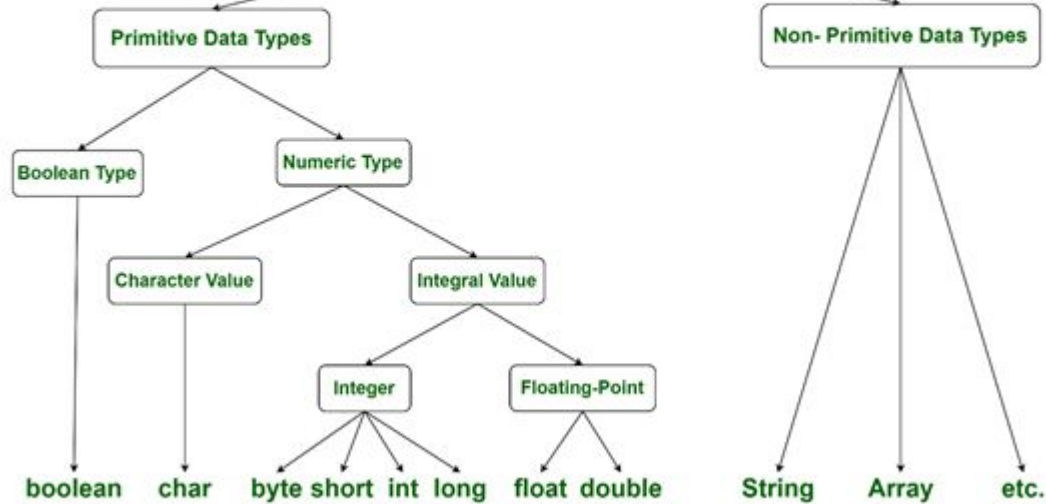 Primitive Data Types
Non- Primitive Data Types
Boolean Type
Numeric Type
Character Value
Integral Value
Integer
Floating-Point
boolean char byte short int long float double String Array etc.